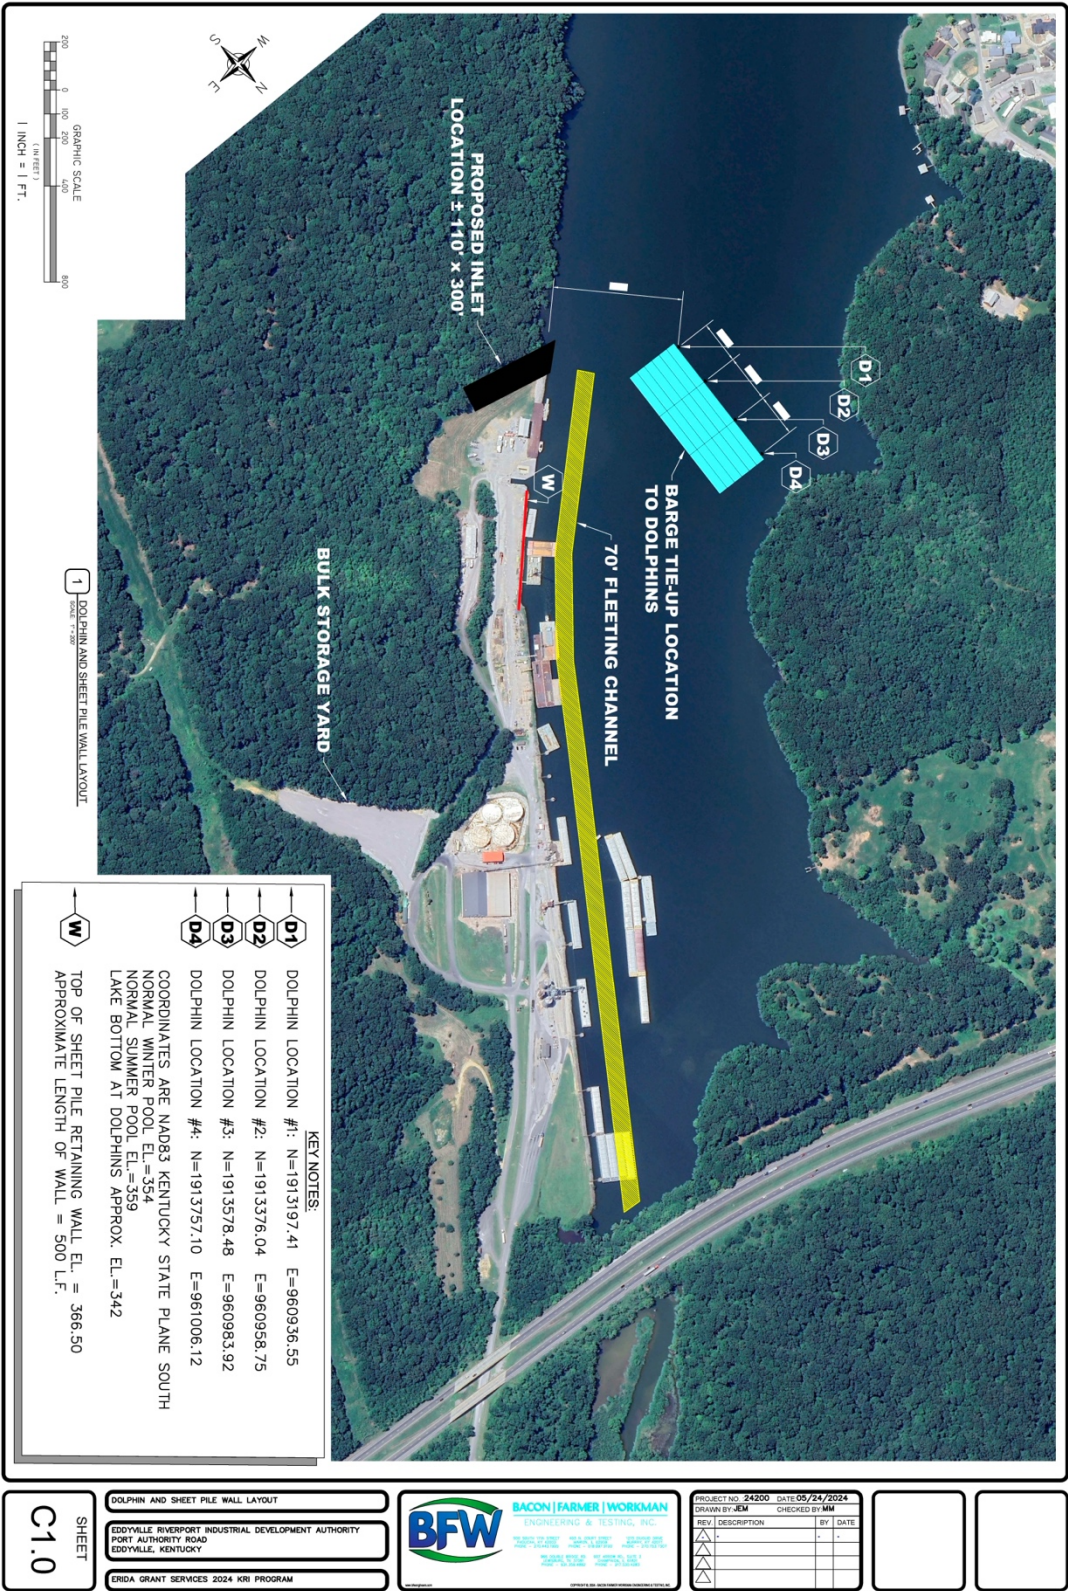 S
W
E
N
200
0
100
200
400
800
GRAPHIC SCALE
( IN FEET )
1 INCH = 1 FT.
PROPOSED INLET
LOCATION ± 110' x 300'
D1
D2
D3
D4
BARGE TIE-UP LOCATION
TO DOLPHINS
70' FLEETING CHANNEL
W
BULK STORAGE YARD
1
DOLPHIN AND SHEET PILE WALL LAYOUT
SCALE: 1"=200'
KEY NOTES:
D1 DOLPHIN LOCATION #1: N=1913197.41 E=960936.55
D2 DOLPHIN LOCATION #2: N=1913376.04 E=960958.75
D3 DOLPHIN LOCATION #3: N=1913578.48 E=960983.92
D4 DOLPHIN LOCATION #4: N=1913757.10 E=961006.12
COORDINATES ARE NAD83 KENTUCKY STATE PLANE SOUTH
NORMAL WINTER POOL EL.=354
NORMAL SUMMER POOL EL.=359
LAKE BOTTOM AT DOLPHINS APPROX. EL.=342
W TOP OF SHEET PILE RETAINING WALL EL. = 366.50
APPROXIMATE LENGTH OF WALL = 500 L.F.
SHEET
C1.0
DOLPHIN AND SHEET PILE WALL LAYOUT
EDDYVILLE RIVERPORT INDUSTRIAL DEVELOPMENT AUTHORITY
PORT AUTHORITY ROAD
EDDYVILLE, KENTUCKY
ERIDA GRANT SERVICES 2024 KRI PROGRAM
BFW
BACON | FARMER | WORKMAN
ENGINEERING & TESTING, INC.
PROJECT NO. 24200 DATE 05/24/2024
DRAWN BY: JEM CHECKED BY: MM
REV. DESCRIPTION BY DATE
- - -